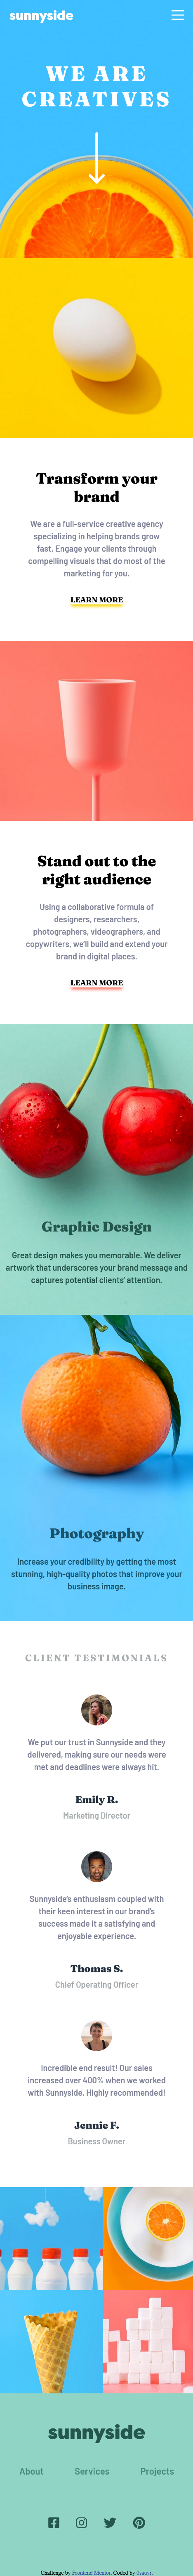 sunnyside
WE ARE
CREATIVES
Transform your
brand
We are a full-service creative agency
specializing in helping brands grow
fast. Engage your clients through
compelling visuals that do most of the
marketing for you.
LEARN MORE
Stand out to the
right audience
Using a collaborative formula of
designers, researchers,
photographers, videographers, and
copywriters, we'll build and extend your
brand in digital places.
LEARN MORE
Graphic Design
Great design makes you memorable. We deliver
artwork that underscores your brand message and
captures potential clients' attention.
Photography
Increase your credibility by getting the most
stunning, high-quality photos that improve your
business image.
CLIENT TESTIMONIALS
We put our trust in Sunnyside and they
delivered, making sure our needs were
met and deadlines were always hit.
Emily R.
Marketing Director
Sunnyside's enthusiasm coupled with
their keen interest in our brand's
success made it a satisfying and
enjoyable experience.
Thomas S.
Chief Operating Officer
Incredible end result! Our sales
increased over 400% when we worked
with Sunnyside. Highly recommended!
Jennie F.
Business Owner
sunnyside
About Services Projects
Challenge by Frontend Mentor. Coded by